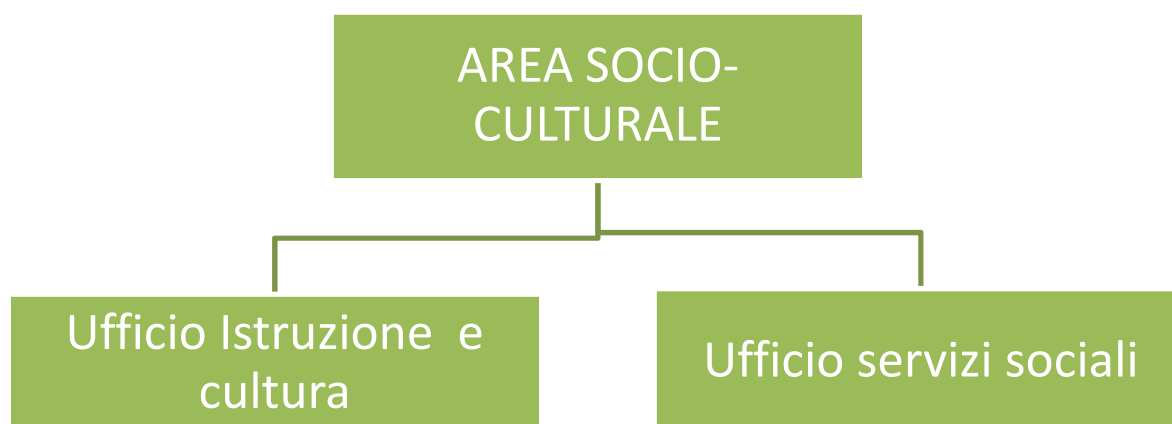 AREA SOCIO-
CULTURALE
Ufficio Istruzione  e
cultura
Ufficio servizi sociali